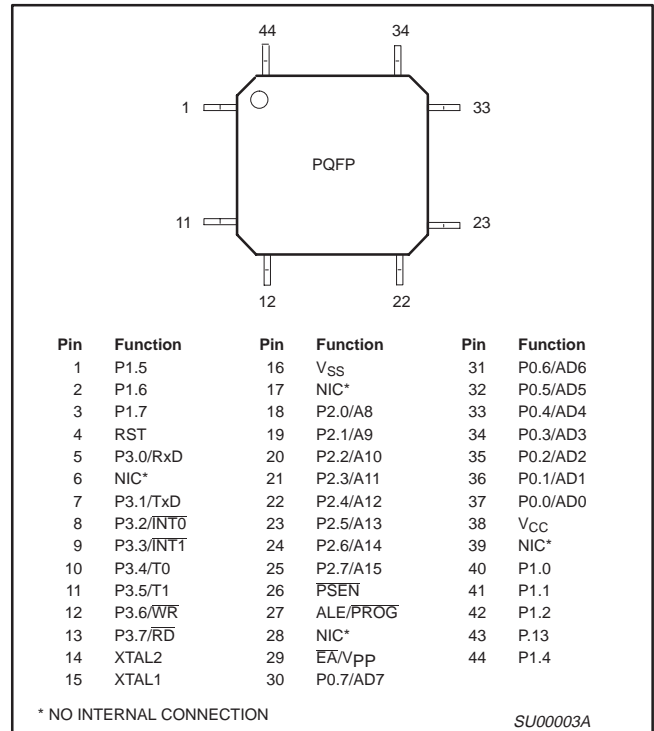 44 34
1 33
PQFP
11 23
12 22
Pin Function Pin Function Pin Function
1 P1.5 16 VSS 31 P0.6/AD6
2 P1.6 17 NIC* 32 P0.5/AD5
3 P1.7 18 P2.0/A8 33 P0.4/AD4
4 RST 19 P2.1/A9 34 P0.3/AD3
5 P3.0/RxD 20 P2.2/A10 35 P0.2/AD2
6 NIC* 21 P2.3/A11 36 P0.1/AD1
7 P3.1/TxD 22 P2.4/A12 37 P0.0/AD0
8 P3.2/I̅N̅T̅0̅ 23 P2.5/A13 38 VCC
9 P3.3/I̅N̅T̅1̅ 24 P2.6/A14 39 NIC*
10 P3.4/T0 25 P2.7/A15 40 P1.0
11 P3.5/T1 26 P̅S̅E̅N̅ 41 P1.1
12 P3.6/W̅R̅ 27 ALE/P̅R̅O̅G̅ 42 P1.2
13 P3.7/R̅D̅ 28 NIC* 43 P.13
14 XTAL2 29 E̅A̅/VPP 44 P1.4
15 XTAL1 30 P0.7/AD7
* NO INTERNAL CONNECTION
SU00003A